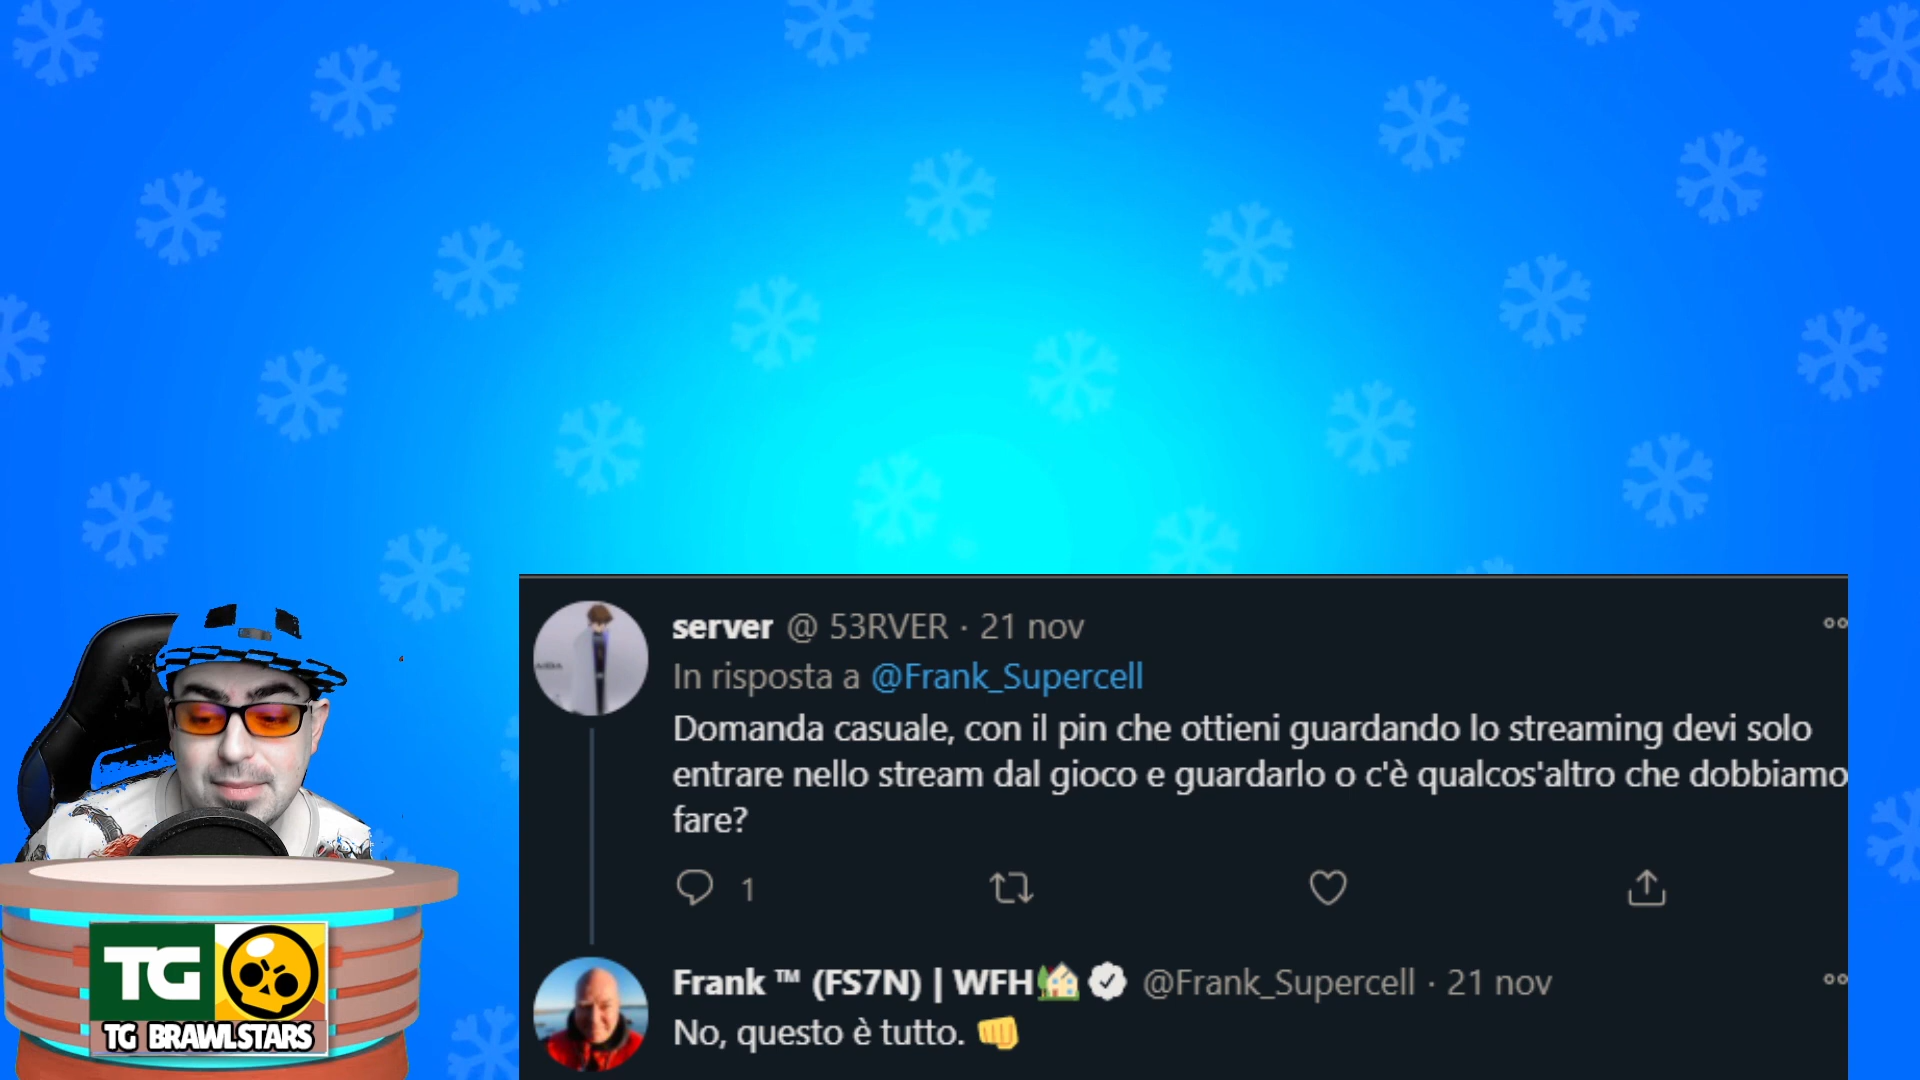 server @ 53RVER · 21 nov
In risposta a @Frank_Supercell
Domanda casuale, con il pin che ottieni guardando lo streaming devi solo
entrare nello stream dal gioco e guardarlo o c'è qualcos'altro che dobbiamo
fare?
1
Frank ™ (FS7N) | WFH🏡 @Frank_Supercell · 21 nov
No, questo è tutto. 👊
TG
TG BRAWLSTARS